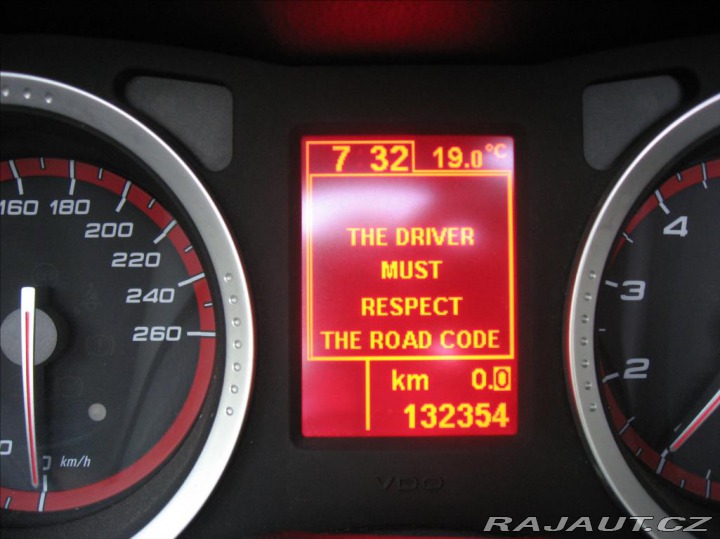 7 32 19.0°C
THE DRIVER
MUST
RESPECT
THE ROAD CODE
km 0.0
132354
160
180
200
220
240
260
km/h
4
3
2
VDO
RAJAUT.CZ